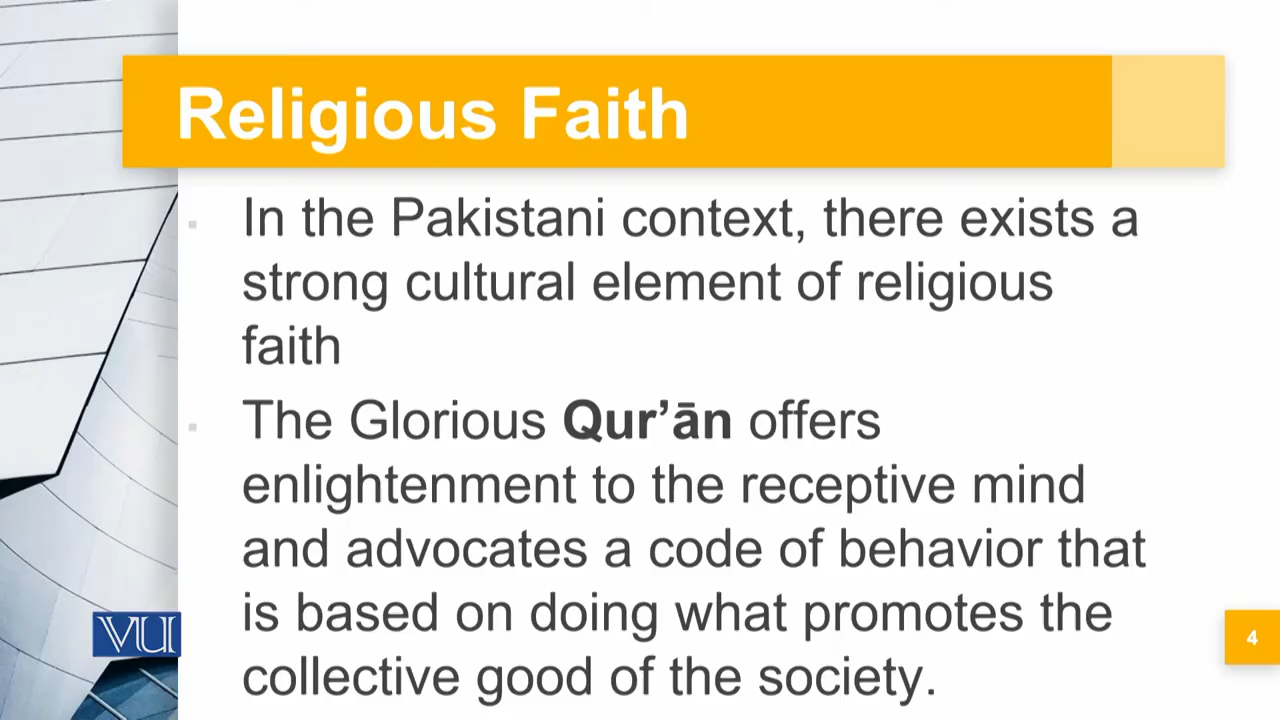 Religious Faith
In the Pakistani context, there exists a
strong cultural element of religious
faith
The Glorious Qur’ān offers
enlightenment to the receptive mind
and advocates a code of behavior that
is based on doing what promotes the
collective good of the society.
VU
4